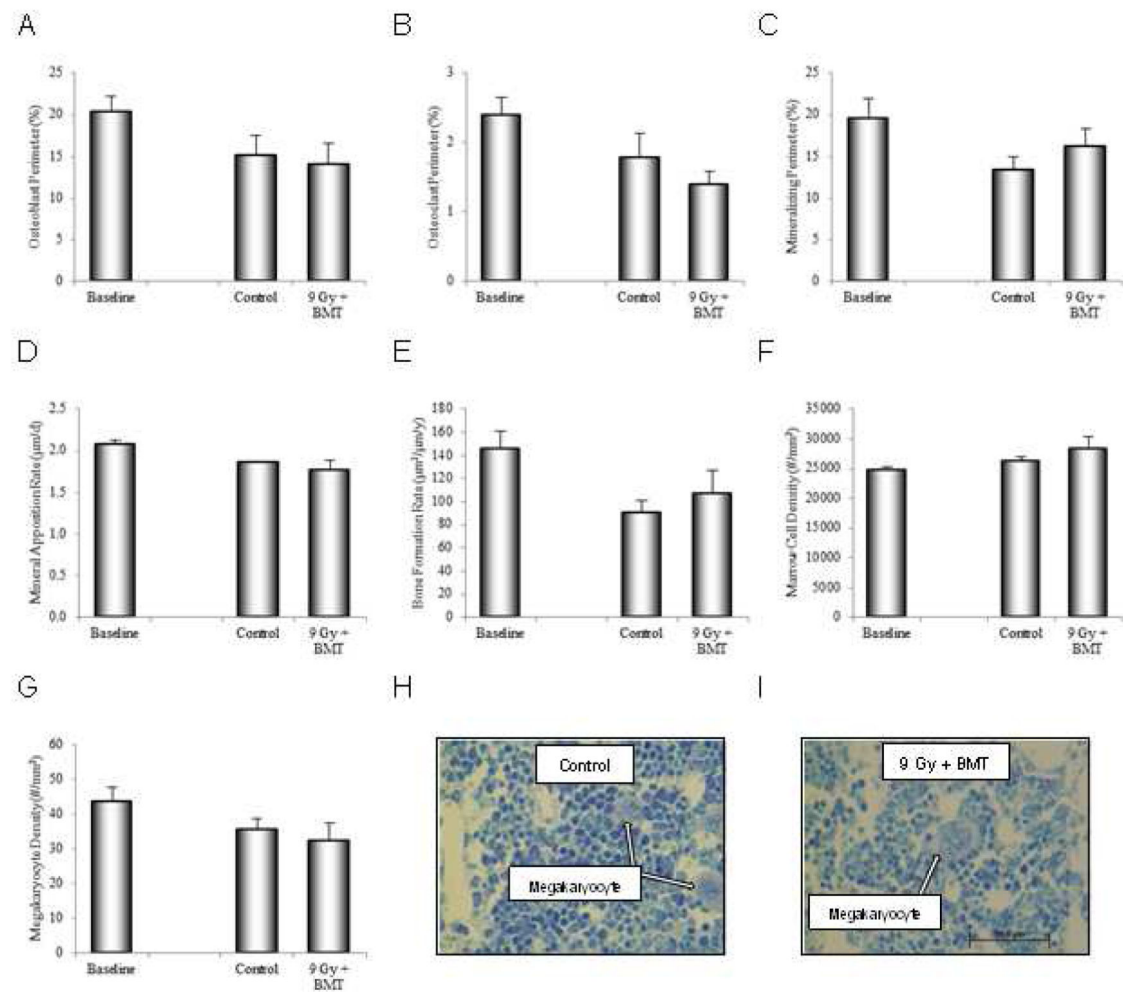 A
B
C
Osteoblast Perimeter (%)
25
20
15
10
5
0
Baseline
Control
9 Gy +
BMT
Osteoclast Perimeter (%)
3
2
1
0
Baseline
Control
9 Gy +
BMT
Mineralizing Perimeter (%)
25
20
15
10
5
0
Baseline
Control
9 Gy +
BMT
D
E
F
Mineral Apposition Rate (µm/d)
2.5
2.0
1.5
1.0
0.5
0.0
Baseline
Control
9 Gy +
BMT
Bone Formation Rate (µm²/µm/y)
180
160
140
120
100
80
60
40
20
0
Baseline
Control
9 Gy +
BMT
Marrow Cell Density (#/mm²)
35000
30000
25000
20000
15000
10000
5000
0
Baseline
Control
9 Gy +
BMT
G
H
I
Megakaryocyte Density (#/mm²)
60
50
40
30
20
10
0
Baseline
Control
9 Gy +
BMT
Control
Megakaryocyte
9 Gy + BMT
Megakaryocyte